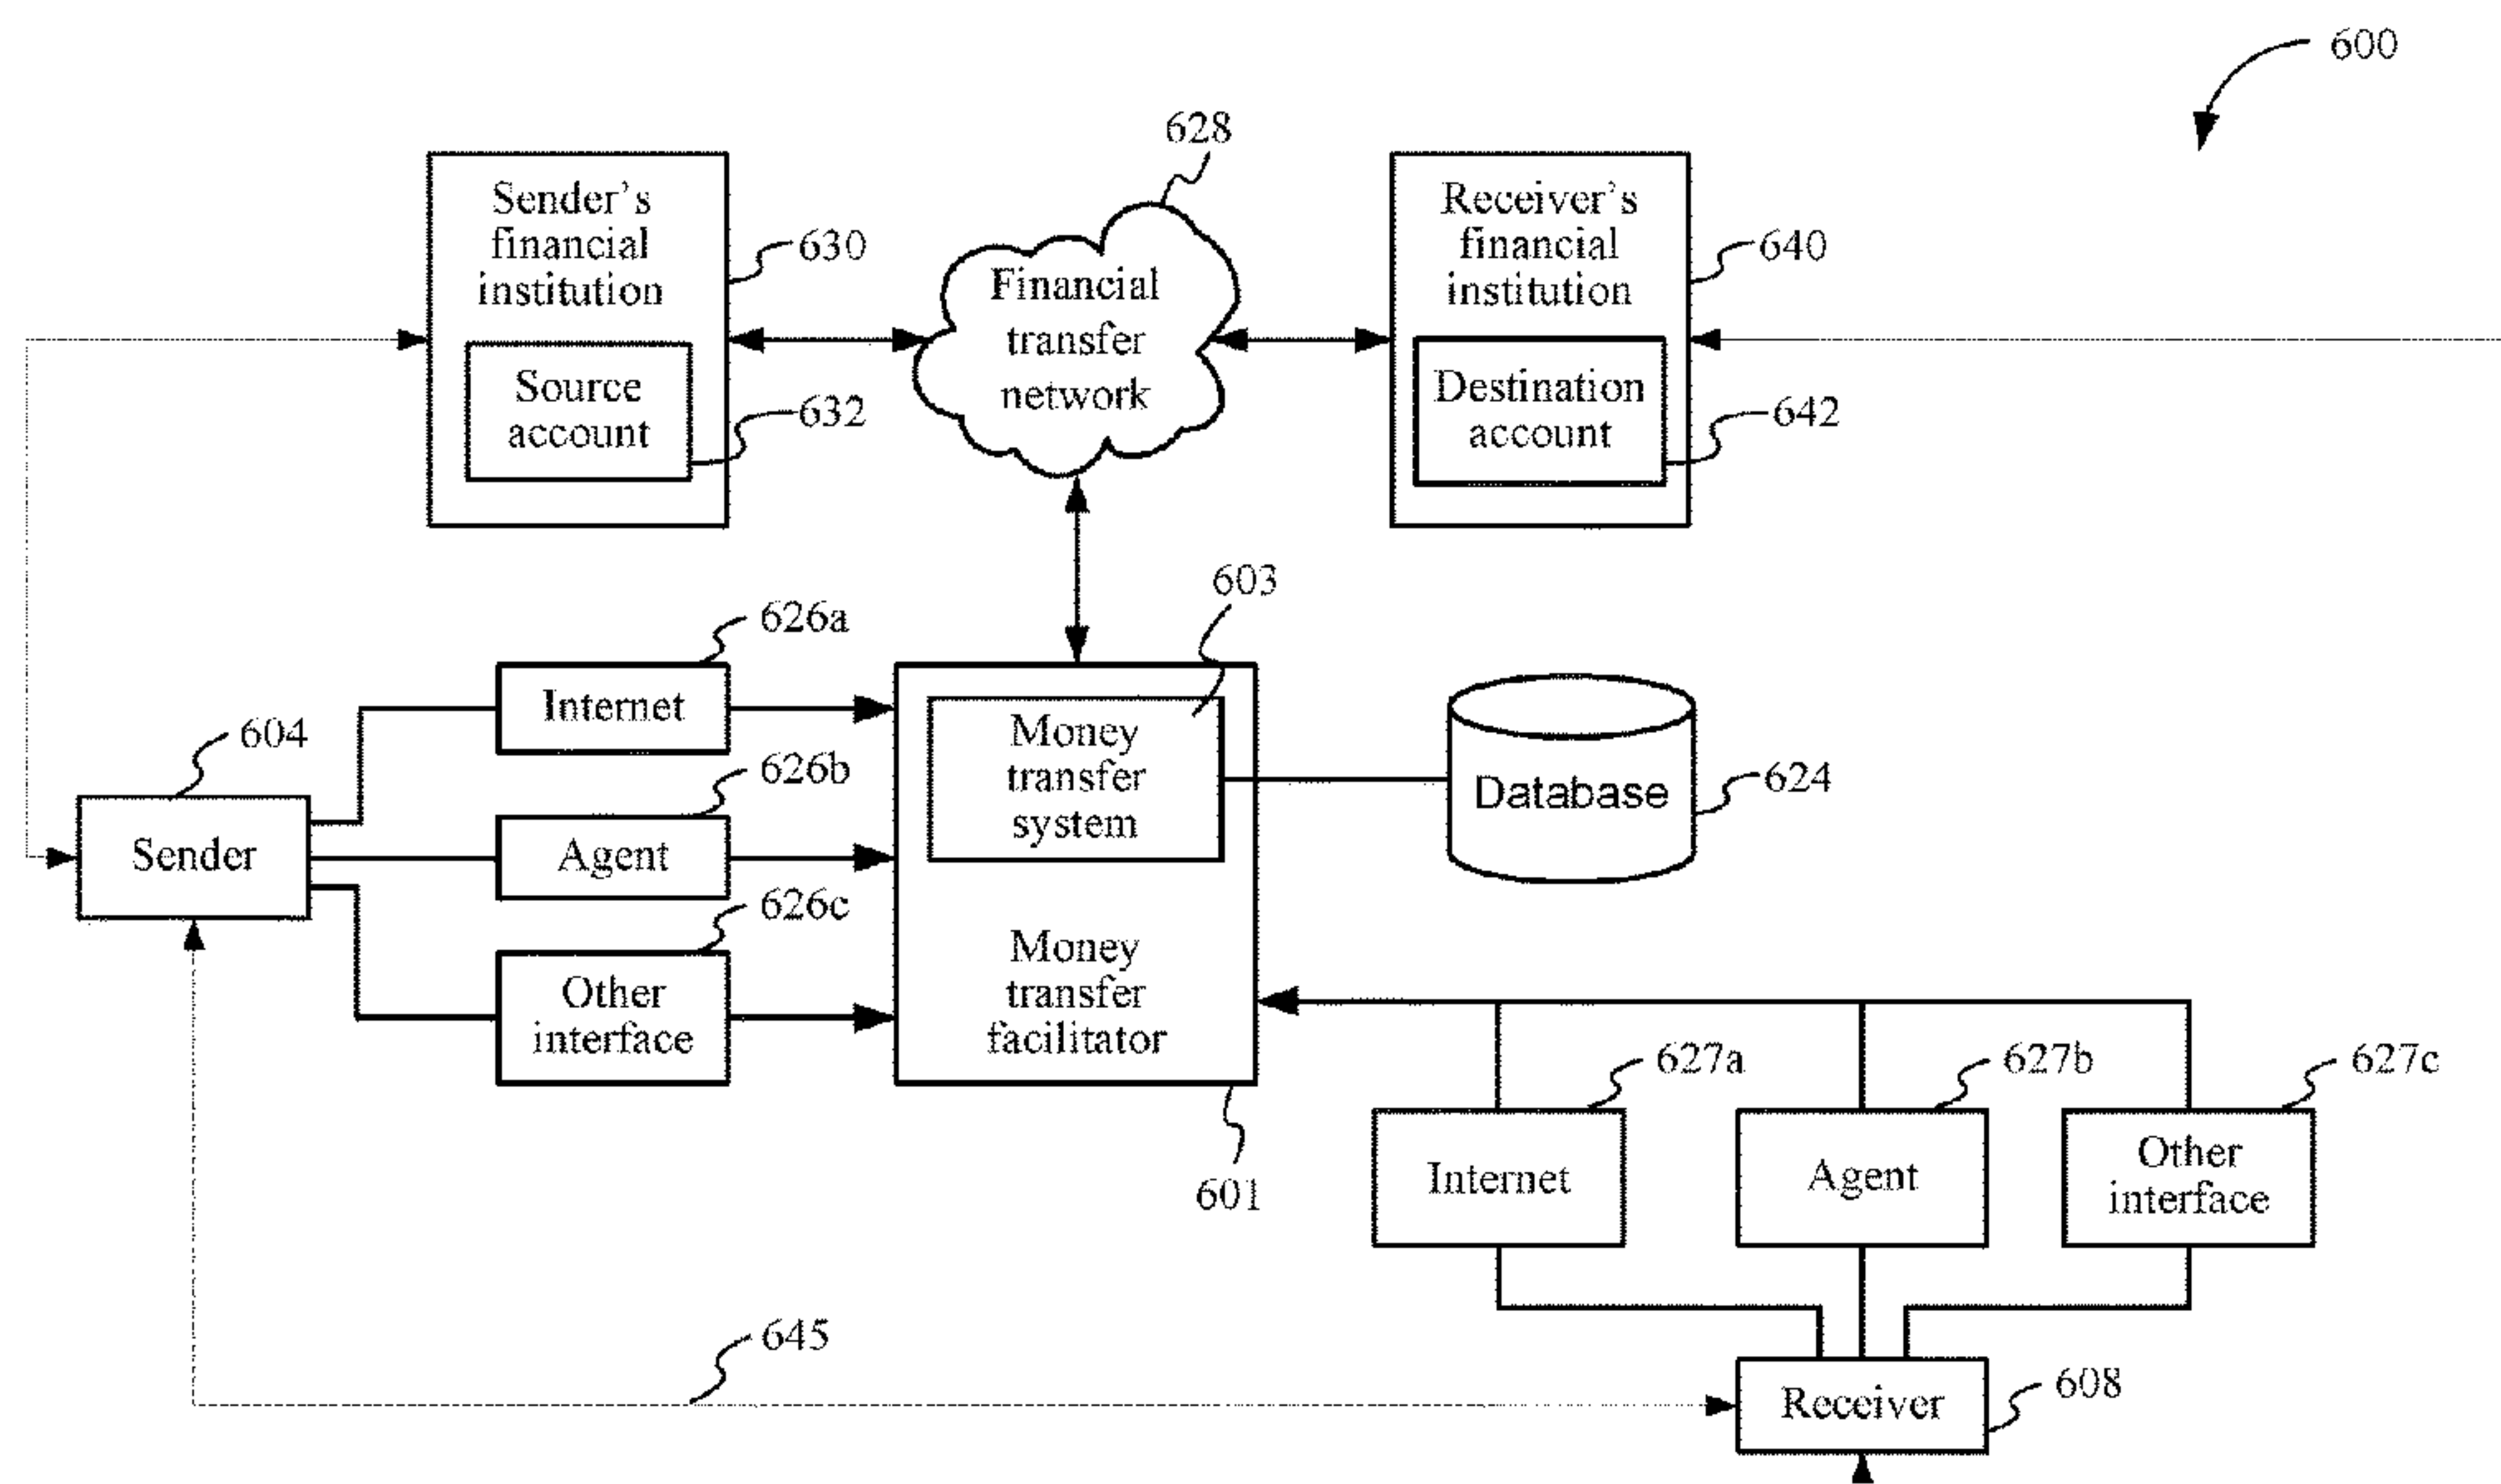 600
628
Sender's
financial
institution
630
Source
account
632
Financial
transfer
network
Receiver's
financial
institution
640
Destination
account
642
603
626a
Internet
604
Sender
626b
Agent
626c
Other
interface
Money
transfer
system
Money
transfer
facilitator
601
Database
624
627a
Internet
627b
Agent
627c
Other
interface
645
Receiver
608